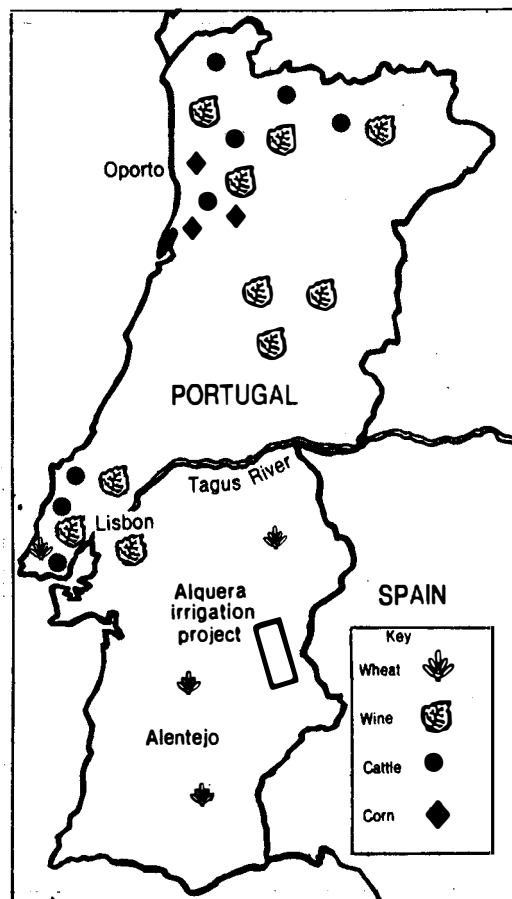 Oporto
PORTUGAL
Tagus River
Lisbon
Alquera
irrigation
project
SPAIN
Alentejo
Key
Wheat
Wine
Cattle
Corn